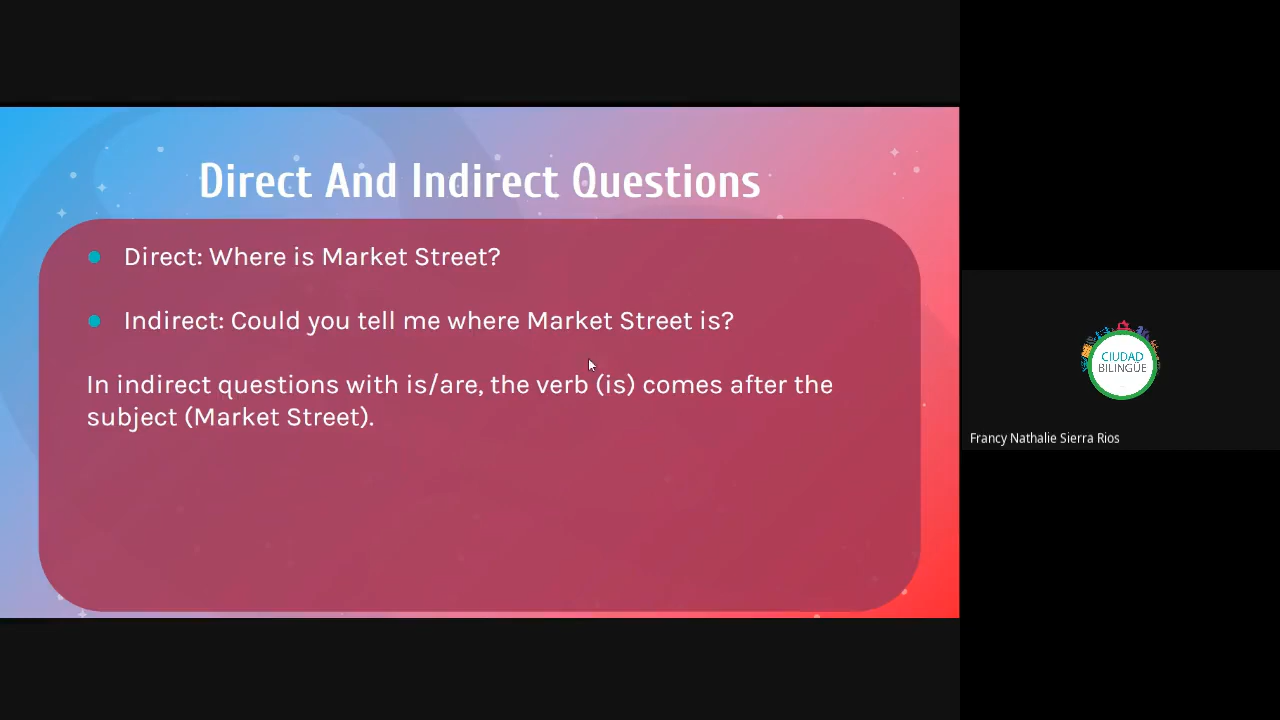 Direct And Indirect Questions
Direct: Where is Market Street?
Indirect: Could you tell me where Market Street is?
In indirect questions with is/are, the verb (is) comes after the
subject (Market Street).
CIUDAD
BILINGÜE
Francy Nathalie Sierra Rios